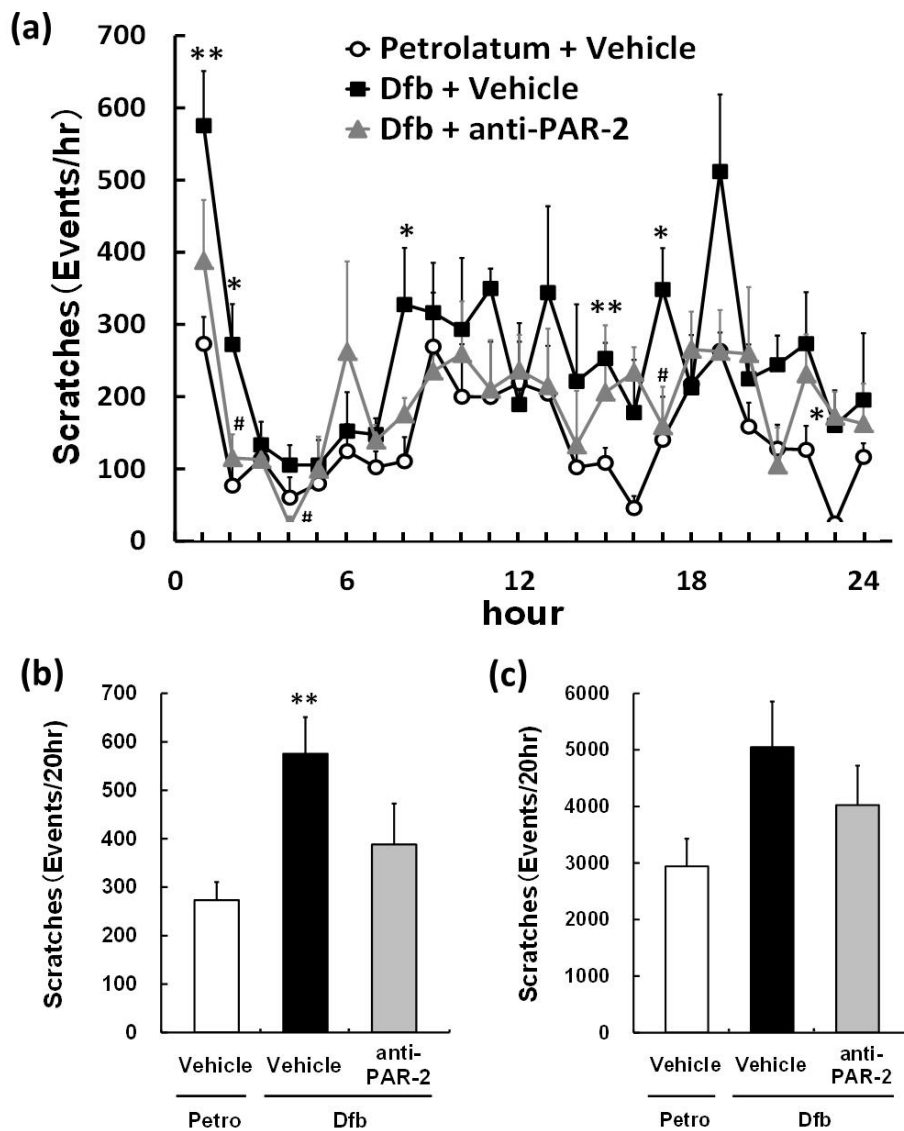 (a)
700
600
500
400
300
200
100
0
Scratches (Events/hr)
Petrolatum + Vehicle
Dfb + Vehicle
Dfb + anti-PAR-2
**
*
#
#
*
**
*
#
*
0 6 12 18 24
hour
(b)
700
600
500
400
300
200
100
0
Scratches (Events/20hr)
**
Vehicle Vehicle anti-
PAR-2
Petro Dfb
(c)
6000
5000
4000
3000
2000
1000
0
Scratches (Events/20hr)
Vehicle Vehicle anti-
PAR-2
Petro Dfb